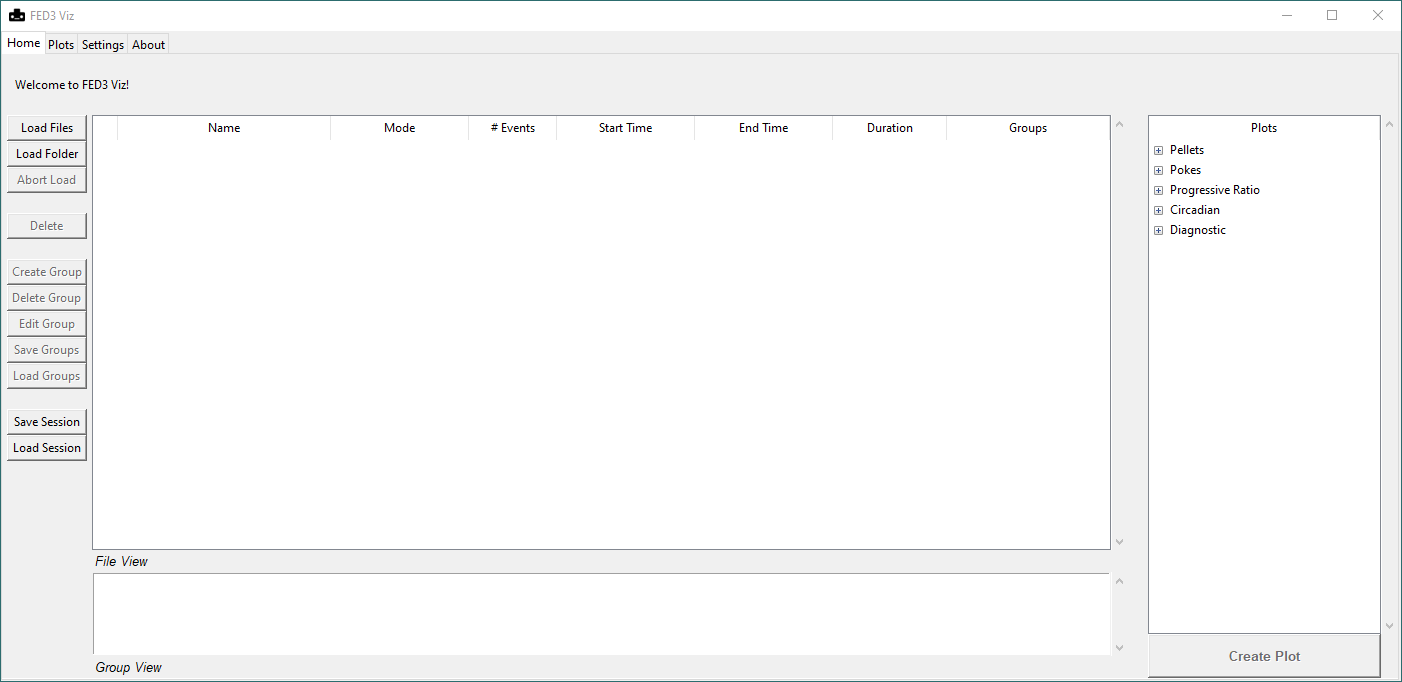 FED3 Viz
Home Plots Settings About
Welcome to FED3 Viz!
Load Files
Load Folder
Abort Load
Delete
Create Group
Delete Group
Edit Group
Save Groups
Load Groups
Save Session
Load Session
Name Mode # Events Start Time End Time Duration Groups
File View
Group View
Plots
Pellets
Pokes
Progressive Ratio
Circadian
Diagnostic
Create Plot